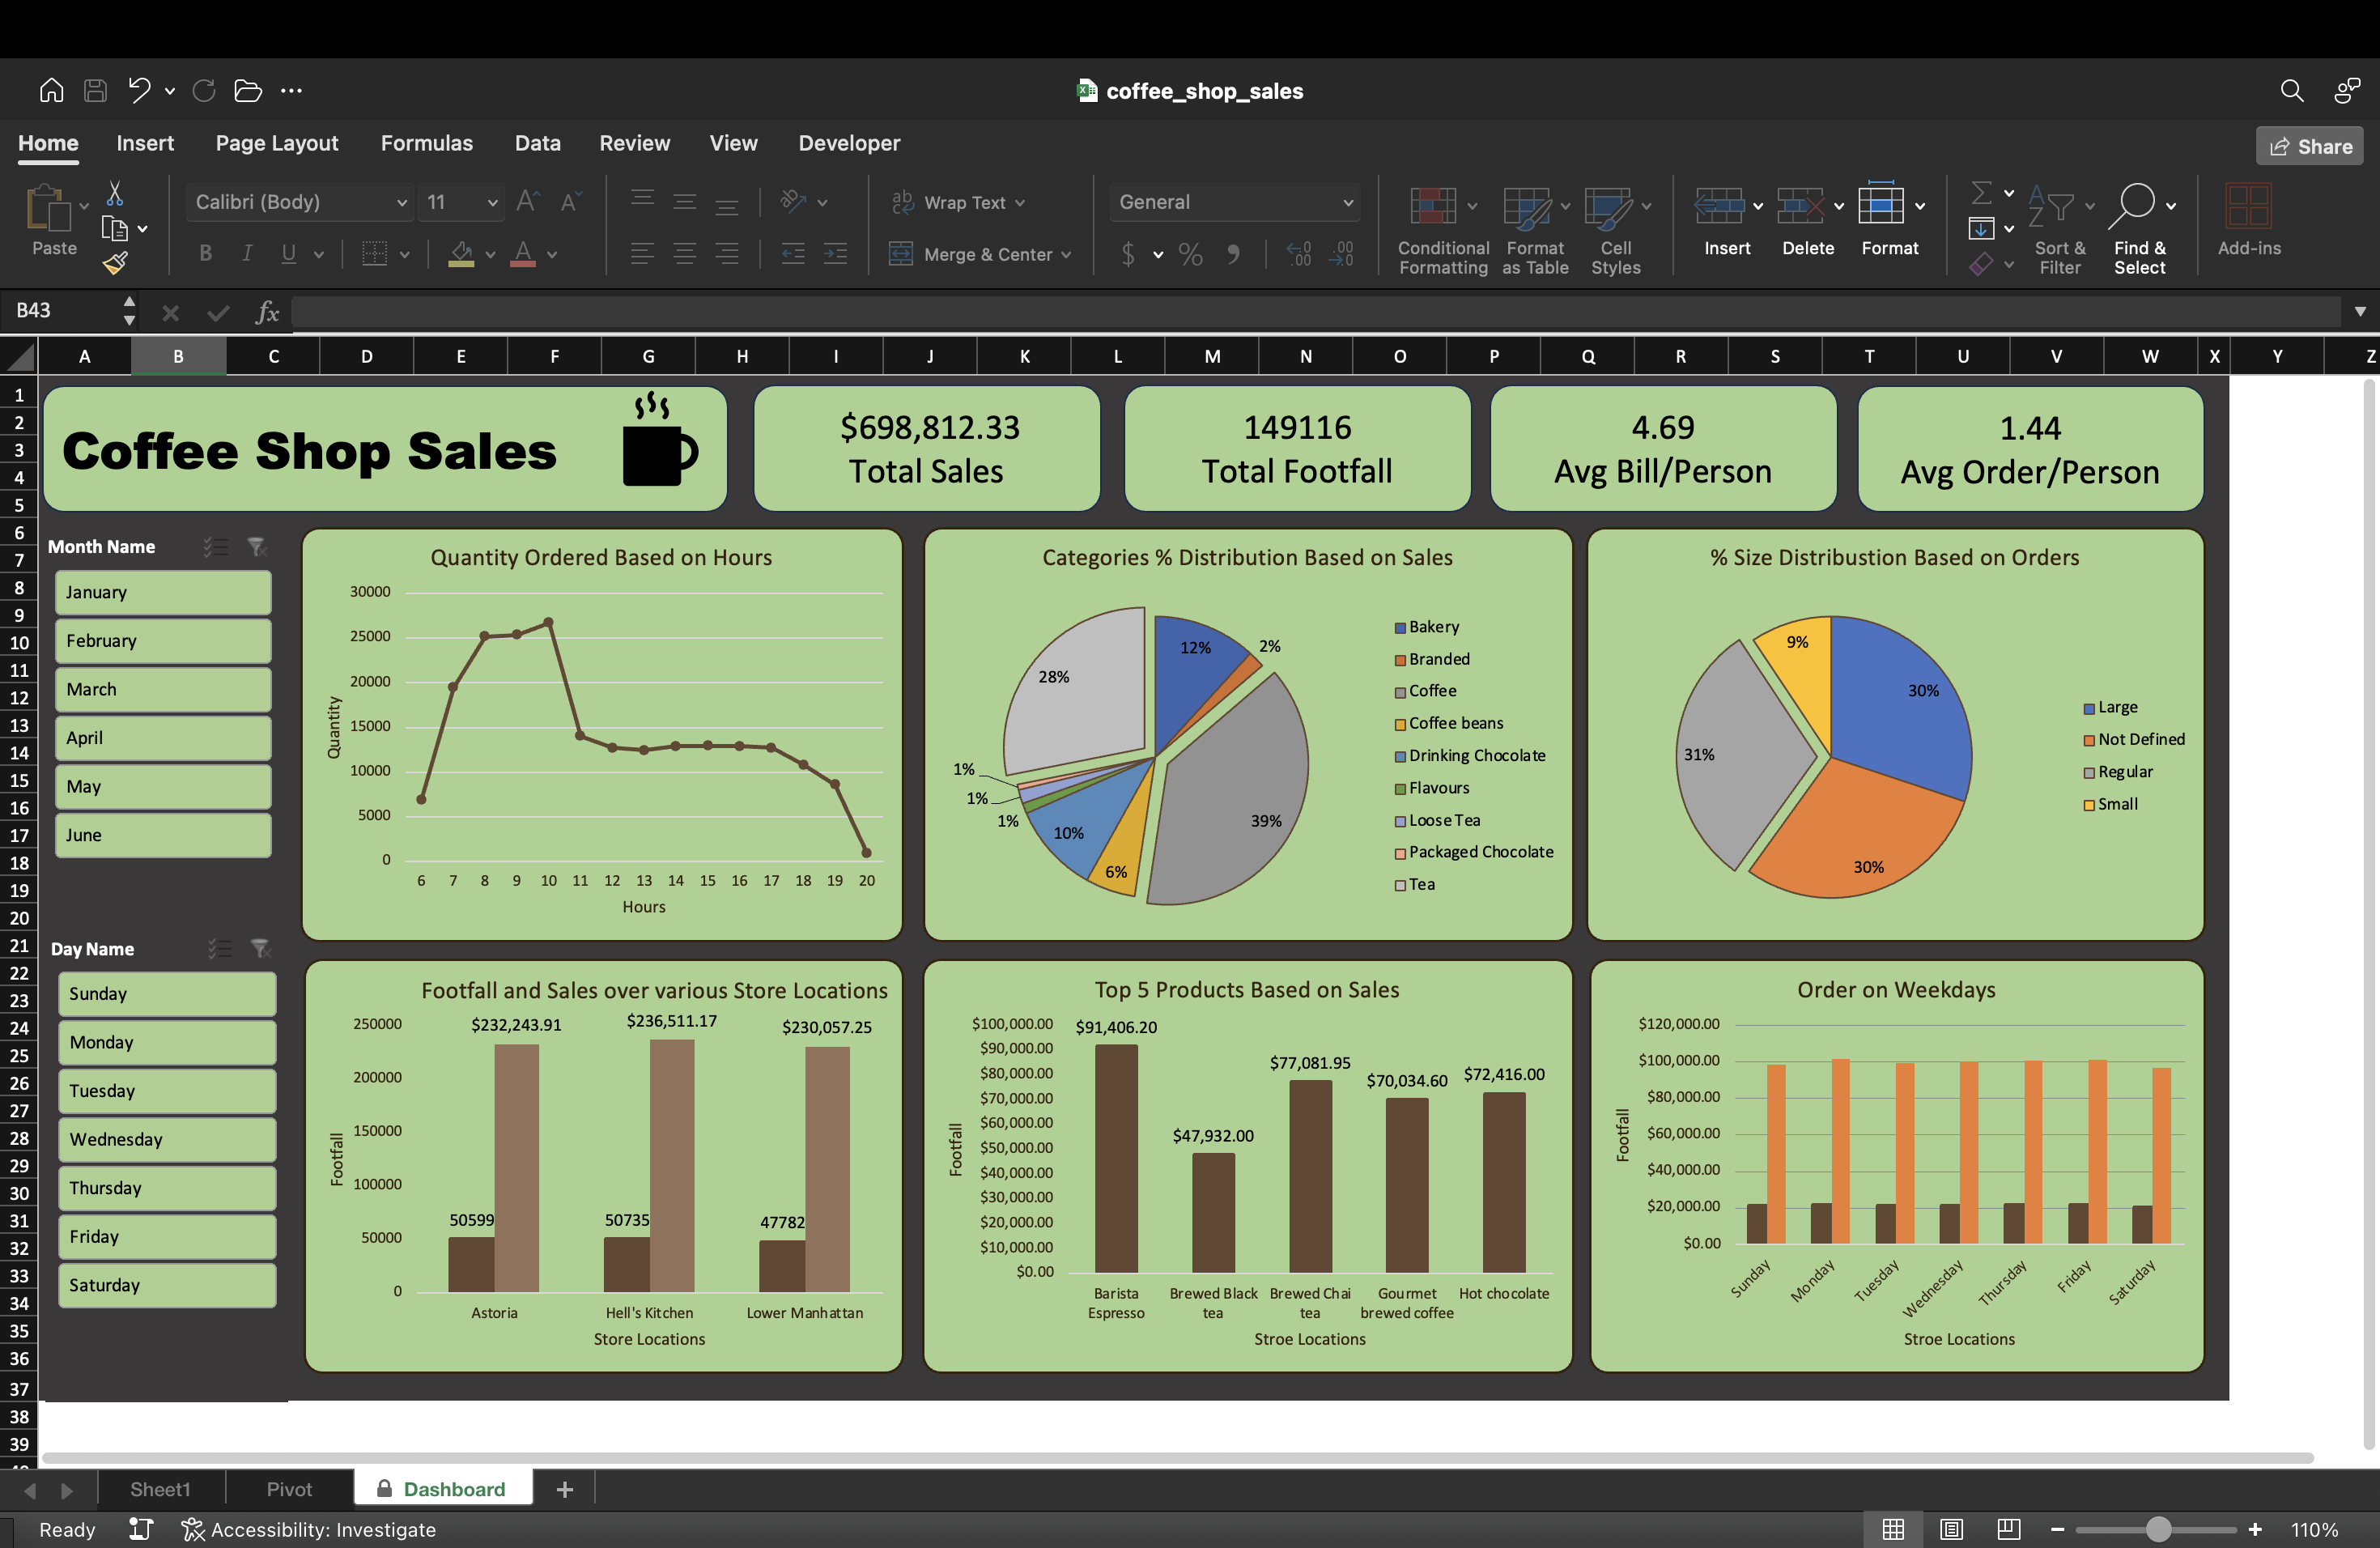 coffee_shop_sales
Home Insert Page Layout Formulas Data Review View Developer Share
Paste
Calibri (Body) 11
B I U
Wrap Text
Merge & Center
General
$ %
Conditional Formatting
Format as Table
Cell Styles
Insert
Delete
Format
Sort & Filter
Find & Select
Add-ins
B43
fx
A B C D E F G H I J K L M N O P Q R S T U V W X Y Z
1
2
3
4
5
6
7
8
9
10
11
12
13
14
15
16
17
18
19
20
21
22
23
24
25
26
27
28
29
30
31
32
33
34
35
36
37
38
39
Coffee Shop Sales
$698,812.33
Total Sales
149116
Total Footfall
4.69
Avg Bill/Person
1.44
Avg Order/Person
Month Name
January
February
March
April
May
June
Day Name
Sunday
Monday
Tuesday
Wednesday
Thursday
Friday
Saturday
Quantity Ordered Based on Hours
30000
25000
20000
15000
10000
5000
0
Quantity
6 7 8 9 10 11 12 13 14 15 16 17 18 19 20
Hours
Categories % Distribution Based on Sales
12%
2%
39%
6%
10%
1%
1%
1%
28%
Bakery
Branded
Coffee
Coffee beans
Drinking Chocolate
Flavours
Loose Tea
Packaged Chocolate
Tea
% Size Distribustion Based on Orders
9%
30%
31%
30%
Large
Not Defined
Regular
Small
Footfall and Sales over various Store Locations
250000
200000
150000
100000
50000
0
Footfall
$232,243.91
$236,511.17
$230,057.25
50599
50735
47782
Astoria Hell's Kitchen Lower Manhattan
Store Locations
Top 5 Products Based on Sales
$100,000.00
$90,000.00
$80,000.00
$70,000.00
$60,000.00
$50,000.00
$40,000.00
$30,000.00
$20,000.00
$10,000.00
$0.00
Footfall
$91,406.20
$47,932.00
$77,081.95
$70,034.60
$72,416.00
Barista Espresso
Brewed Black tea
Brewed Chai tea
Gourmet brewed coffee
Hot chocolate
Stroe Locations
Order on Weekdays
$120,000.00
$100,000.00
$80,000.00
$60,000.00
$40,000.00
$20,000.00
$0.00
Footfall
Sunday Monday Tuesday Wednesday Thursday Friday Saturday
Stroe Locations
Sheet1 Pivot Dashboard
Ready Accessibility: Investigate 110%